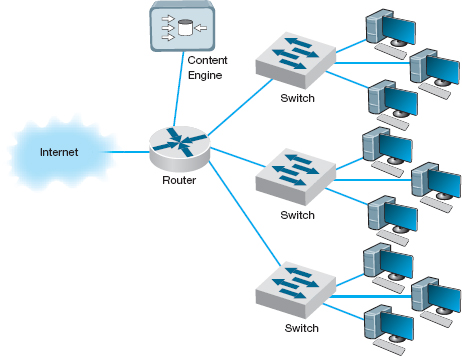 Content
Engine
Switch
Internet
Router
Switch
Switch